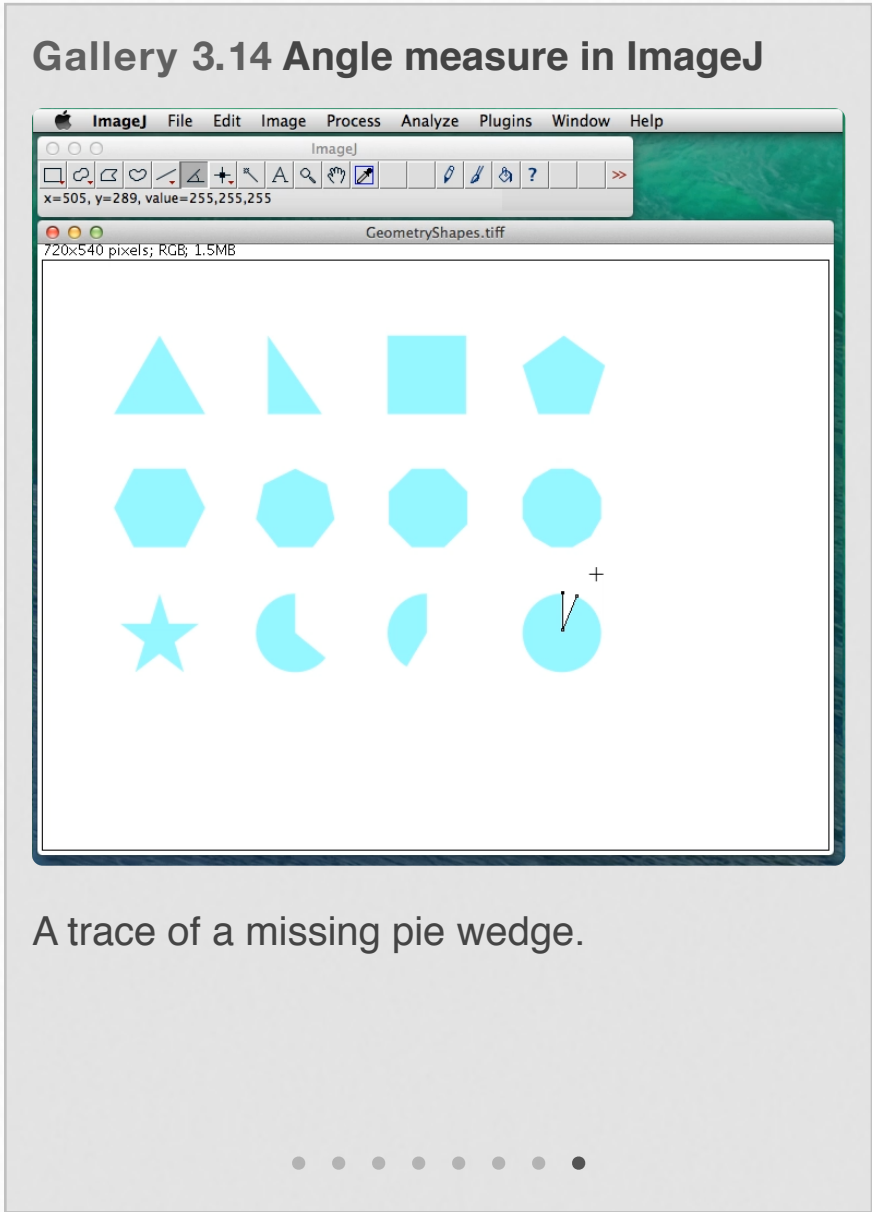 Gallery 3.14 Angle measure in ImageJ
ImageJ File Edit Image Process Analyze Plugins Window Help
ImageJ
A ?  >>
x=505, y=289, value=255,255,255
GeometryShapes.tiff
720x540 pixels; RGB; 1.5MB
A trace of a missing pie wedge.